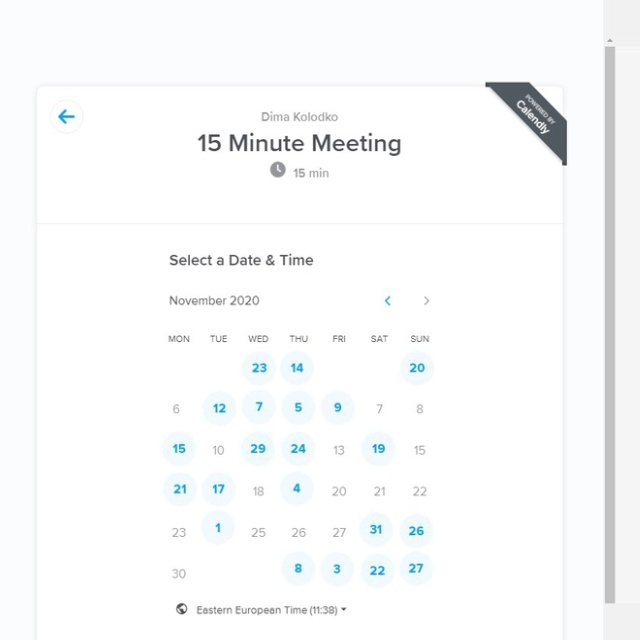 POWERED BY
Calendly
Dima Kolodko
15 Minute Meeting
15 min
Select a Date & Time
November 2020
MON TUE WED THU FRI SAT SUN
23 14 20
6 12 7 5 9 7 8
15 10 29 24 13 19 15
21 17 18 4 20 21 22
23 1 25 26 27 31 26
30 8 3 22 27
Eastern European Time (11:38)